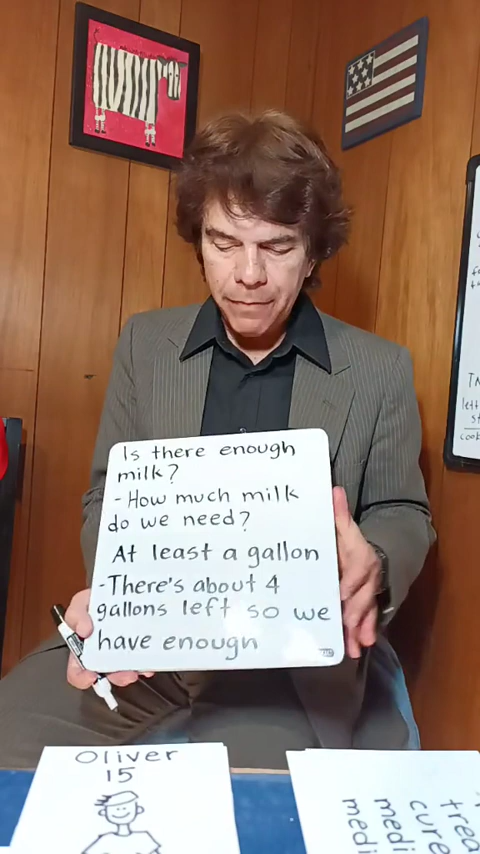 Is there enough
milk?
- How much milk
do we need?
At least a gallon
-There's about 4
gallons left so we
have enough
Oliver
15
cure
medi
medi